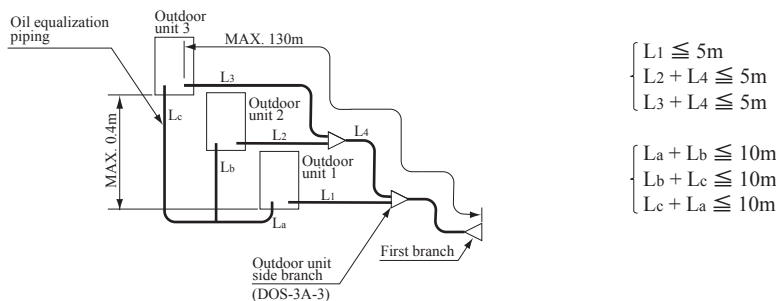 Oil equalization
piping
Outdoor
unit 3
MAX. 130m
L3
Lc
MAX. 0.4m
Outdoor
unit 2
L2
L4
Lb
Outdoor
unit 1
L1
La
Outdoor unit
side branch
(DOS-3A-3)
First branch
L1 ≦ 5m
L2 + L4 ≦ 5m
L3 + L4 ≦ 5m
La + Lb ≦ 10m
Lb + Lc ≦ 10m
Lc + La ≦ 10m